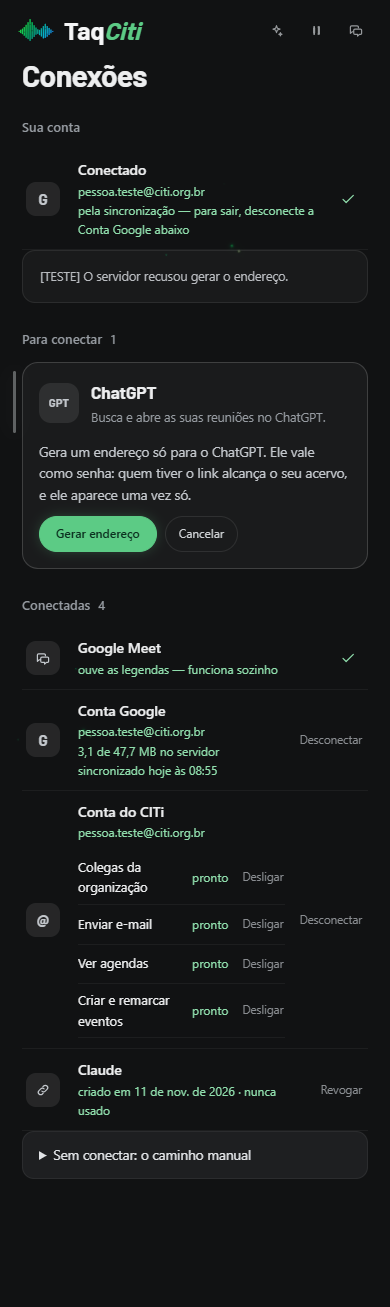 TaqCiti
Conexões
Sua conta
G
Conectado
pessoa.teste@citi.org.br
pela sincronização — para sair, desconecte a
Conta Google abaixo
[TESTE] O servidor recusou gerar o endereço.
Para conectar 1
GPT
ChatGPT
Busca e abre as suas reuniões no ChatGPT.
Gera um endereço só para o ChatGPT. Ele vale
como senha: quem tiver o link alcança o seu acervo,
e ele aparece uma vez só.
Gerar endereço
Cancelar
Conectadas 4
Google Meet
ouve as legendas — funciona sozinho
G
Conta Google
pessoa.teste@citi.org.br
3,1 de 47,7 MB no servidor
sincronizado hoje às 08:55
Desconectar
@
Conta do CITi
pessoa.teste@citi.org.br
Colegas da
organização
pronto Desligar
Enviar e-mail pronto Desligar
Ver agendas pronto Desligar
Criar e remarcar
eventos
pronto Desligar
Desconectar
Claude
criado em 11 de nov. de 2026 · nunca
usado
Revogar
Sem conectar: o caminho manual